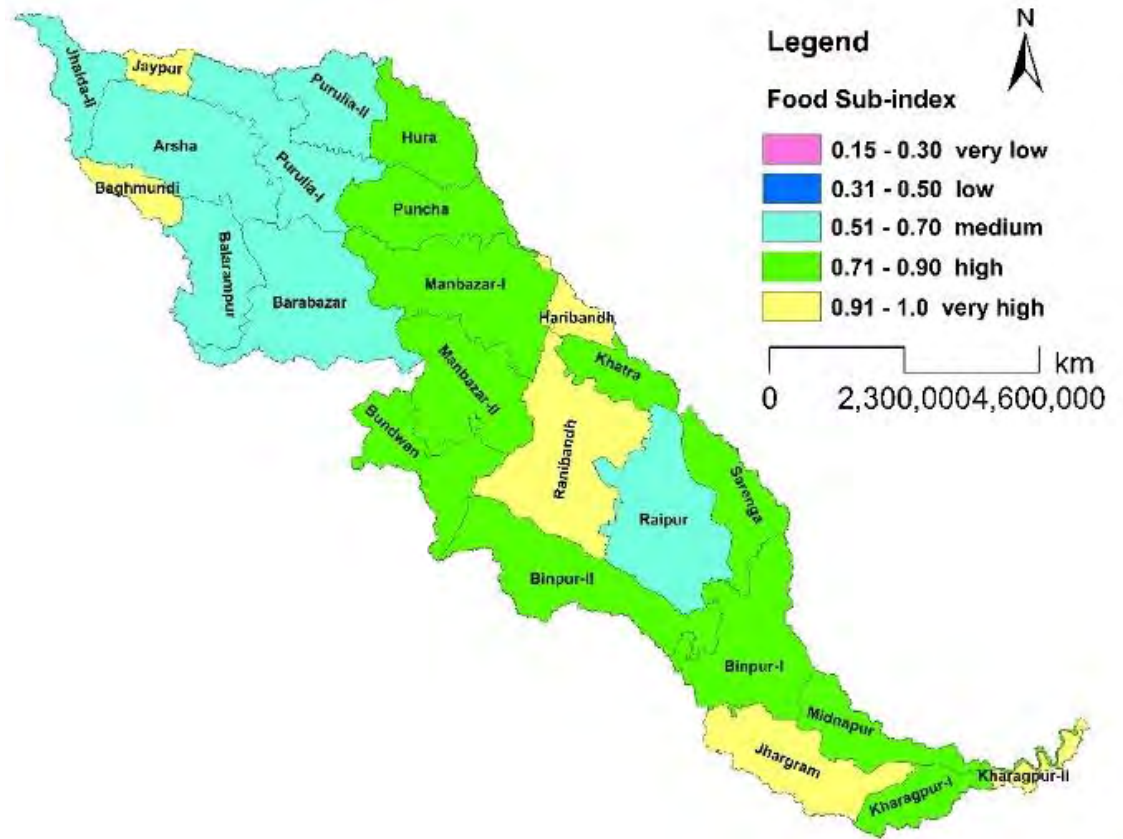 N
Legend
Food Sub-index
0.15 - 0.30 very low
0.31 - 0.50 low
0.51 - 0.70 medium
0.71 - 0.90 high
0.91 - 1.0 very high
km
0 2,300,0004,600,000
Jhalda-II
Jaypur
Purulia-II
Hura
Arsha
Purulia-I
Baghmundi
Puncha
Balarampur
Barabazar
Manbazar-I
Haribandh
Khatra
Manbazar-II
Bundwan
Ranibandh
Raipur
Sarenga
Binpur-II
Binpur-I
Midnapur
Jhargram
Kharagpur-I
Kharagpur-II